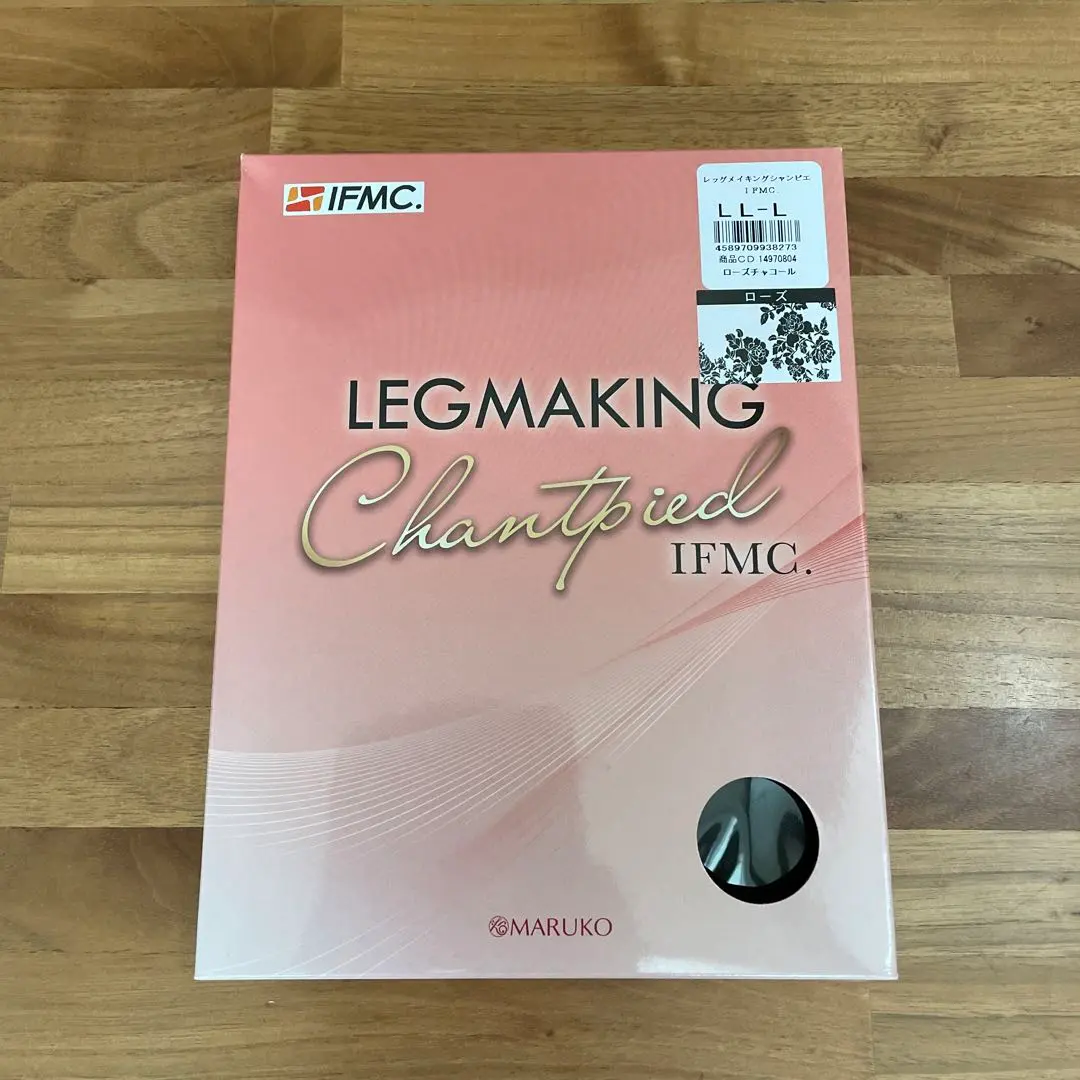 IFMC.
レッグメイキングシャンピエ
IFMC.
LL-L
4589709938273
商品CD 14970804
ローズチャコール
ローズ
LEGMAKING
Chantpied
IFMC.
MARUKO